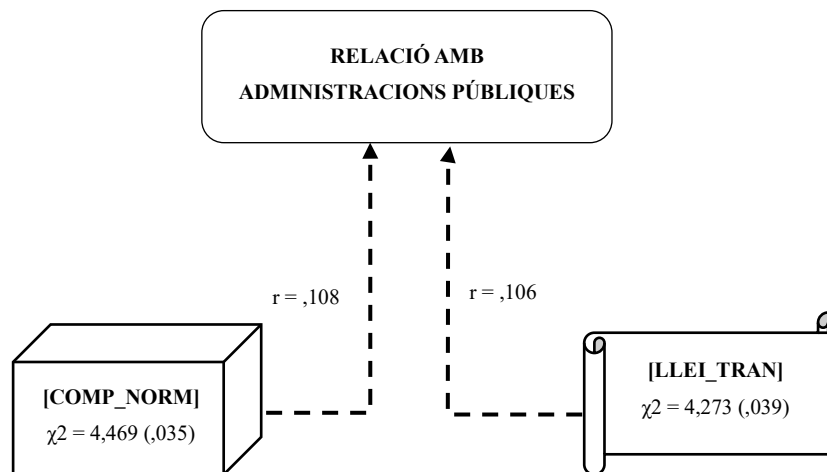 RELACIÓ AMB
ADMINISTRACIONS PÚBLIQUES
r = ,108
r = ,106
[COMP_NORM]
χ2 = 4,469 (,035)
[LLEI_TRAN]
χ2 = 4,273 (,039)